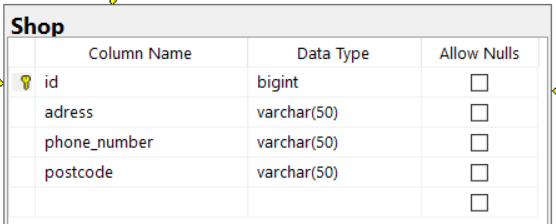 Shop
Column Name Data Type Allow Nulls
id bigint
adress varchar(50)
phone_number varchar(50)
postcode varchar(50)